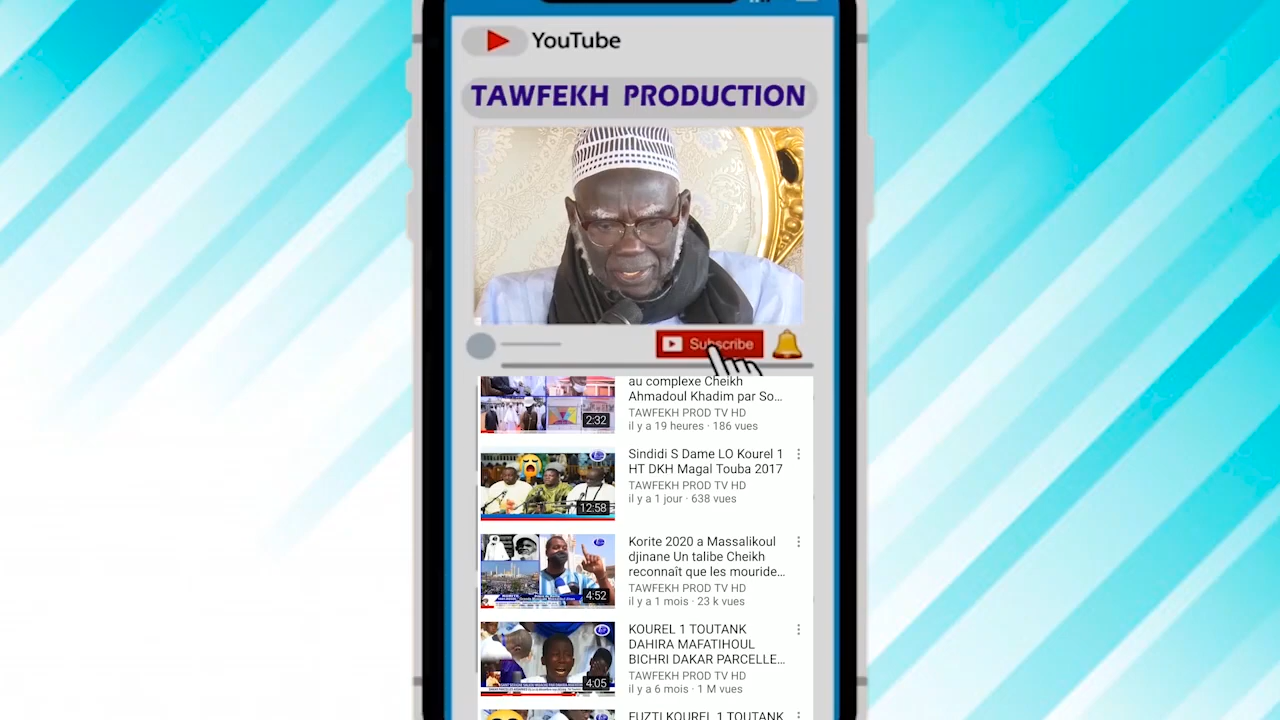 YouTube
TAWFEKH PRODUCTION
Subscribe
au complexe Cheikh
Ahmadoul Khadim par So...
TAWFEKH PROD TV HD
il y a 19 heures · 186 vues
2:32
Sindidi S Dame LO Kourel 1
HT DKH Magal Touba 2017
TAWFEKH PROD TV HD
il y a 1 jour · 638 vues
12:58
Korite 2020 a Massalikoul
djinane Un talibe Cheikh
reconnaît que les mouride...
TAWFEKH PROD TV HD
il y a 1 mois · 23 k vues
4:52
KOUREL 1 TOUTANK
DAHIRA MAFATIHOUL
BICHRI DAKAR PARCELLE...
TAWFEKH PROD TV HD
il y a 6 mois · 1 M vues
4:05
FUZTI KOUREL 1 TOUTANK